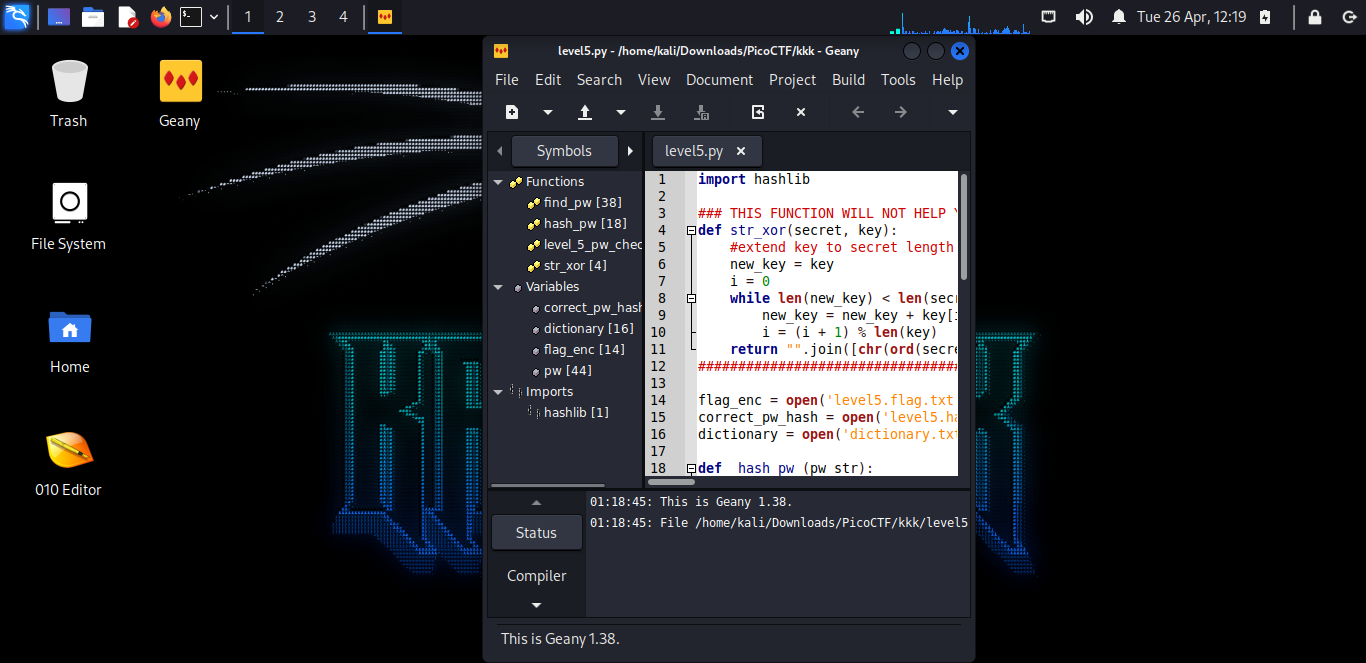 1 2 3 4 Tue 26 Apr, 12:19
Trash
Geany
File System
Home
010 Editor
level5.py - /home/kali/Downloads/PicoCTF/kkk - Geany
File Edit Search View Document Project Build Tools Help
Symbols
level5.py
Functions
find_pw [38]
hash_pw [18]
level_5_pw_chec
str_xor [4]
Variables
correct_pw_hash
dictionary [16]
flag_enc [14]
pw [44]
Imports
hashlib [1]
1 import hashlib
2
3 ### THIS FUNCTION WILL NOT HELP
4 def str_xor(secret, key):
5 #extend key to secret length
6 new_key = key
7 i = 0
8 while len(new_key) < len(secr
9 new_key = new_key + key[i
10 i = (i + 1) % len(key)
11 return "".join([chr(ord(secre
12 #################################
13
14 flag_enc = open('level5.flag.txt
15 correct_pw_hash = open('level5.ha
16 dictionary = open('dictionary.txt
17
18 def hash pw (pw str):
Status
Compiler
01:18:45: This is Geany 1.38.
01:18:45: File /home/kali/Downloads/PicoCTF/kkk/level5
This is Geany 1.38.